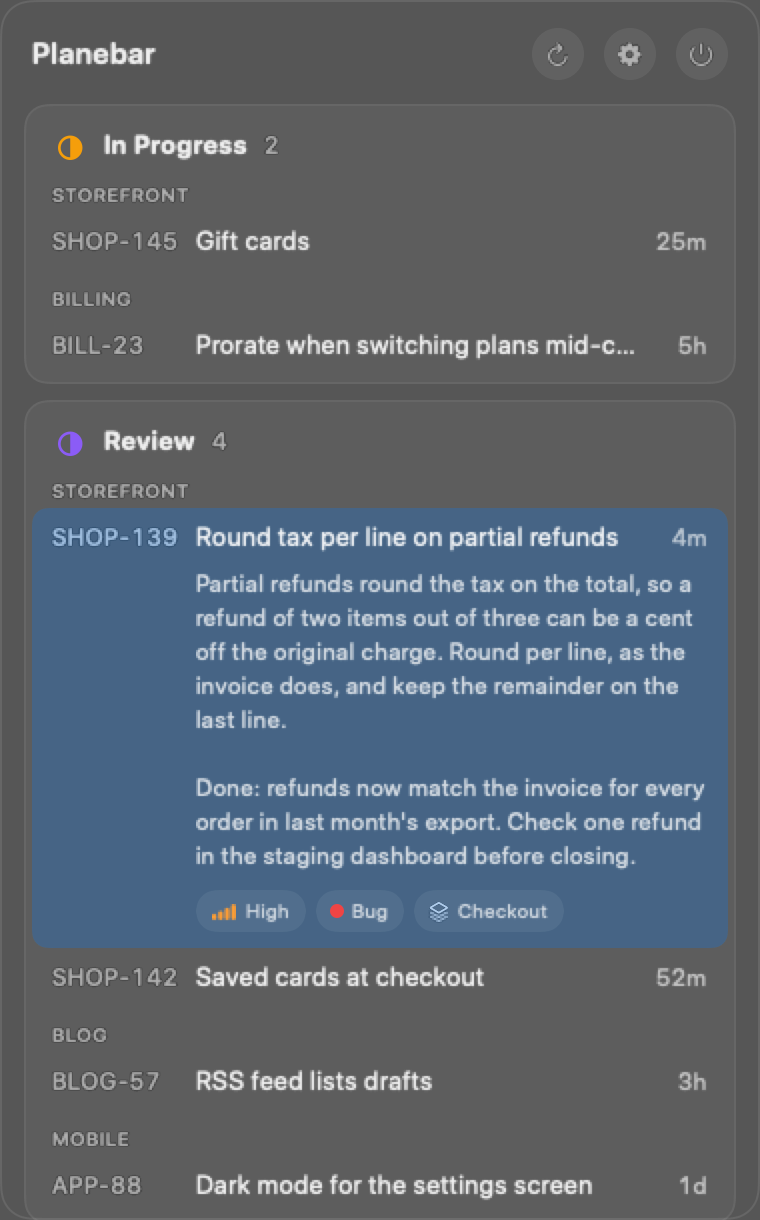 Planebar
In Progress 2
STOREFRONT
SHOP-145 Gift cards 25m
BILLING
BILL-23 Prorate when switching plans mid-c... 5h
Review 4
STOREFRONT
SHOP-139 Round tax per line on partial refunds 4m
Partial refunds round the tax on the total, so a
refund of two items out of three can be a cent
off the original charge. Round per line, as the
invoice does, and keep the remainder on the
last line.
Done: refunds now match the invoice for every
order in last month's export. Check one refund
in the staging dashboard before closing.
High Bug Checkout
SHOP-142 Saved cards at checkout 52m
BLOG
BLOG-57 RSS feed lists drafts 3h
MOBILE
APP-88 Dark mode for the settings screen 1d